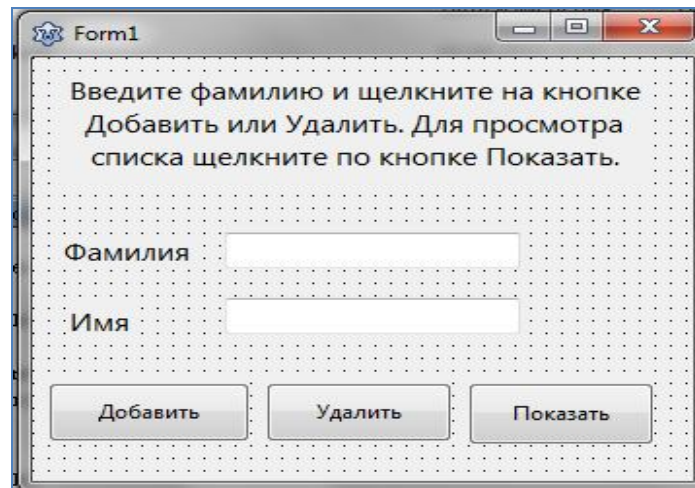 Form1
Введите фамилию и щелкните на кнопке
Добавить или Удалить. Для просмотра
списка щелкните по кнопке Показать.
Фамилия
Имя
Добавить Удалить Показать